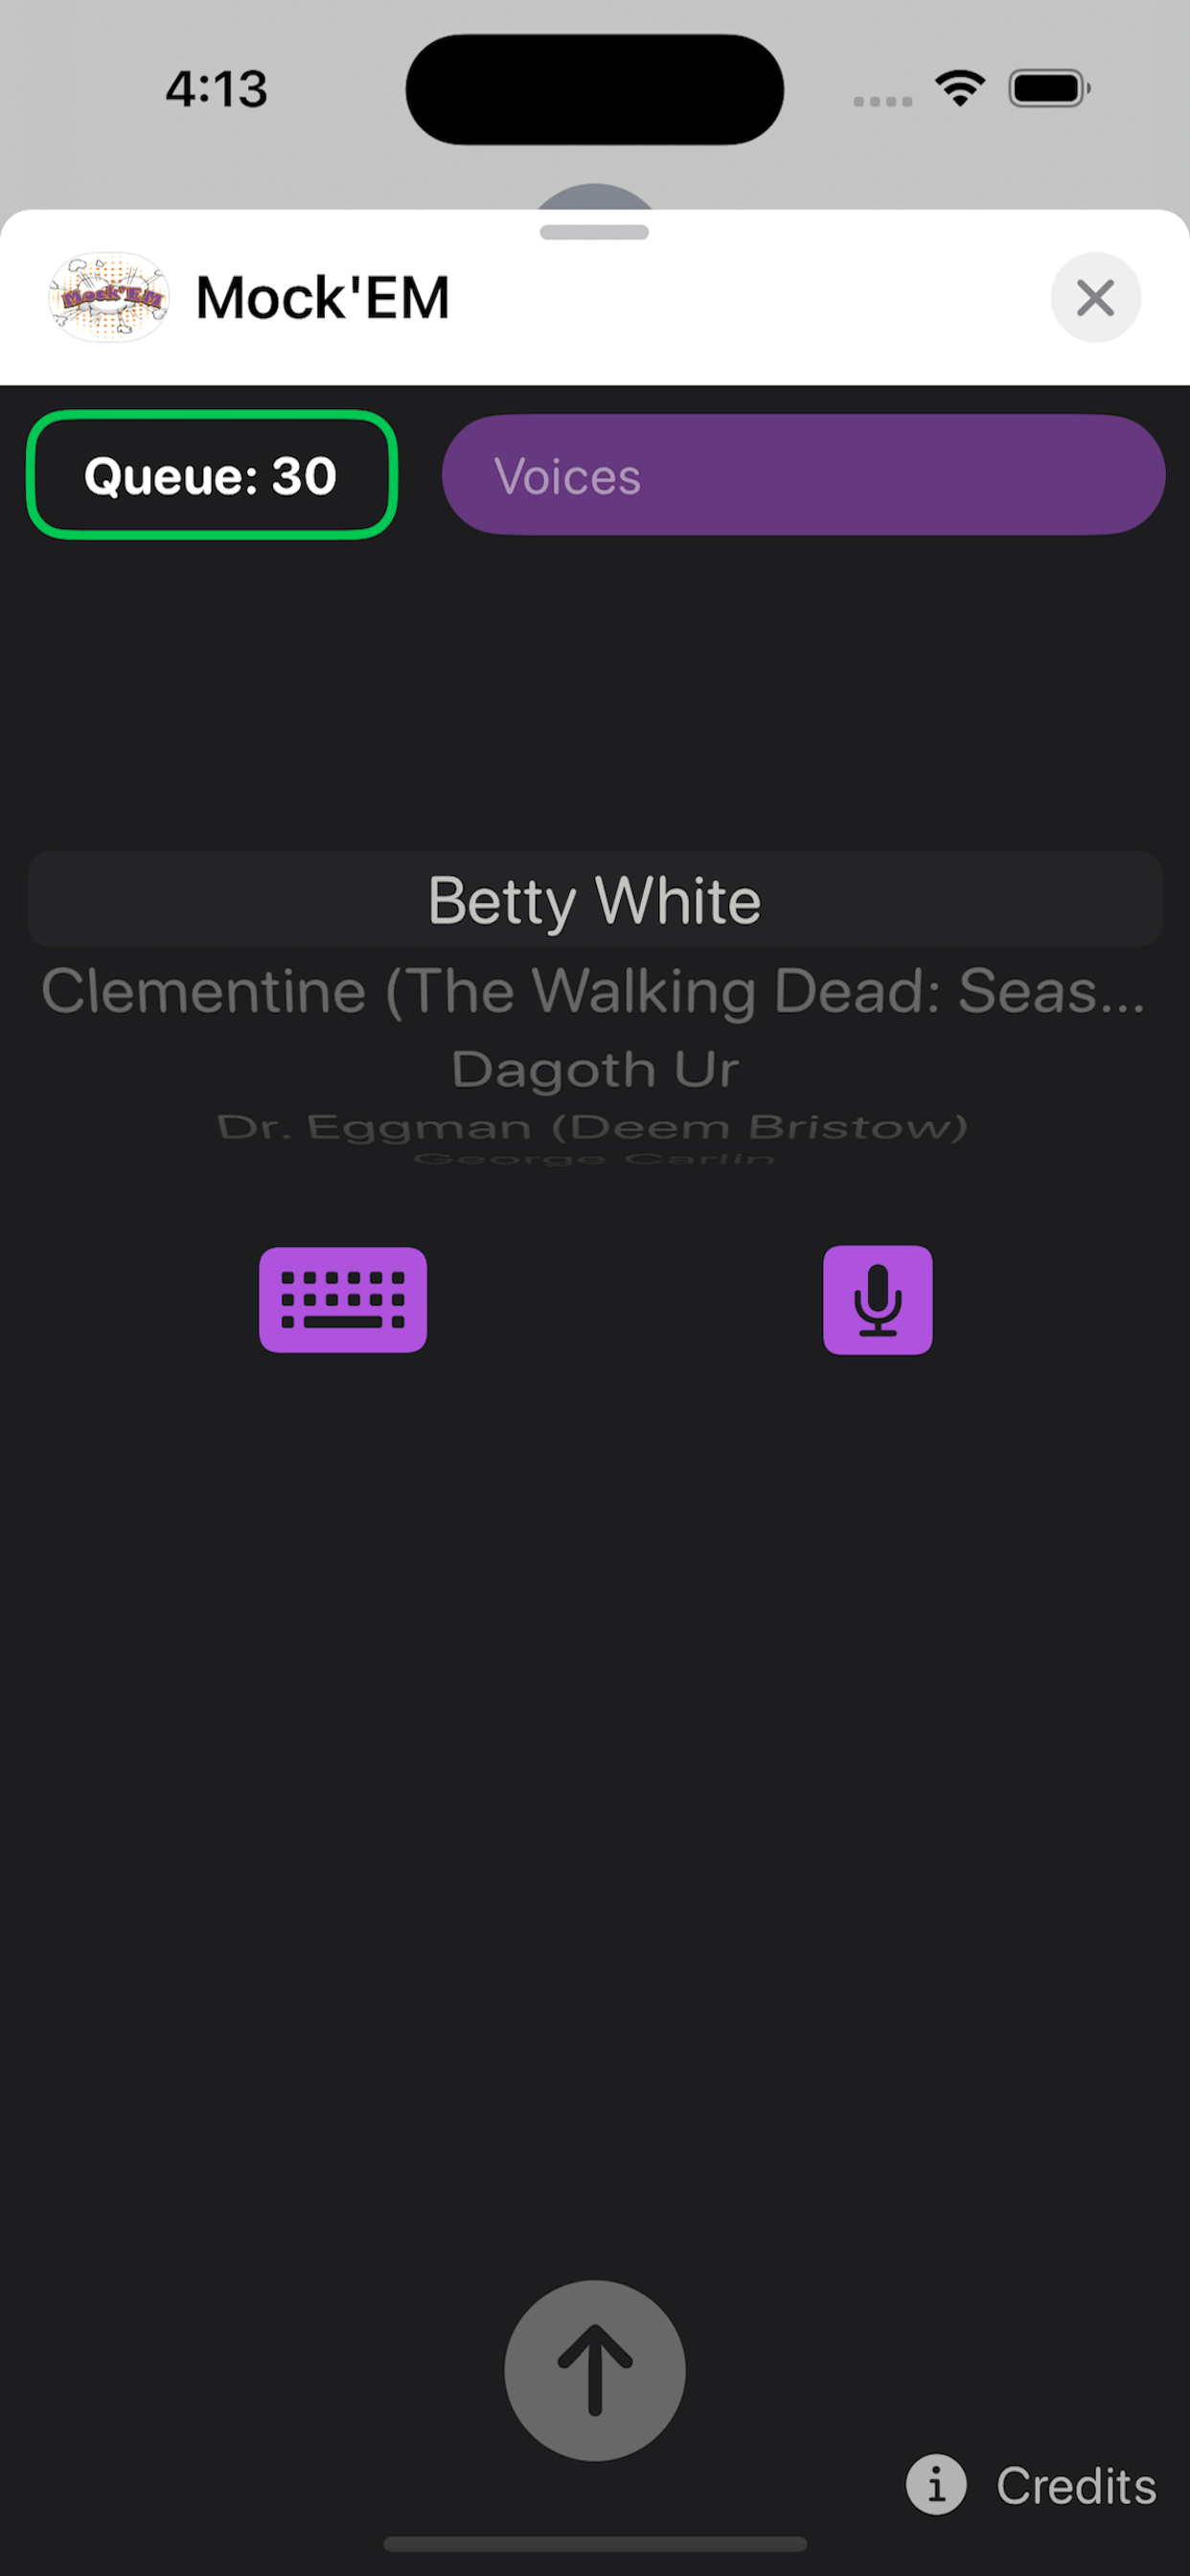 4:13
Mock'EM
Mock'EM
Queue: 30
Voices
Betty White
Clementine (The Walking Dead: Seas...
Dagoth Ur
Dr. Eggman (Deem Bristow)
George Carlin
Credits